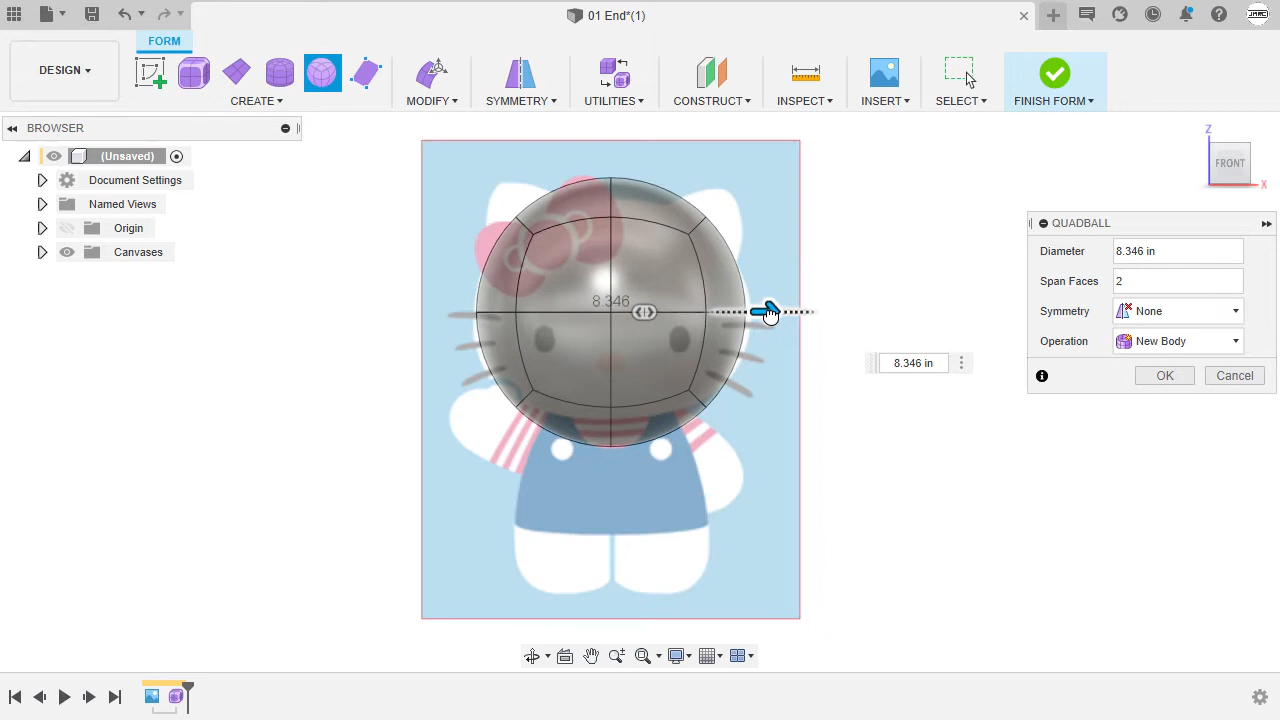 01 End*(1)
JMRC
FORM
DESIGN
CREATE
MODIFY
SYMMETRY
UTILITIES
CONSTRUCT
INSPECT
INSERT
SELECT
FINISH FORM
BROWSER
(Unsaved)
Document Settings
Named Views
Origin
Canvases
Z
FRONT
X
QUADBALL
Diameter 8.346 in
Span Faces 2
Symmetry None
Operation New Body
OK Cancel
8.346
8.346 in